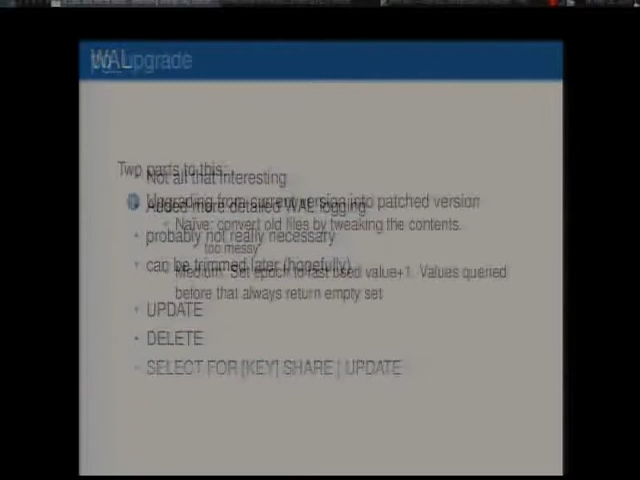 WAL
pg_upgrade
Two parts to this:
Not all that interesting
Upgrading from current version into patched version
Added more detailed WAL logging
Naïve: convert old files by tweaking the contents.
probably not really necessary
too messy
can be trimmed later (hopefully)
Medium: Set epoch to last used value+1. Values queried
before that always return empty set
UPDATE
DELETE
SELECT FOR [KEY] SHARE | UPDATE